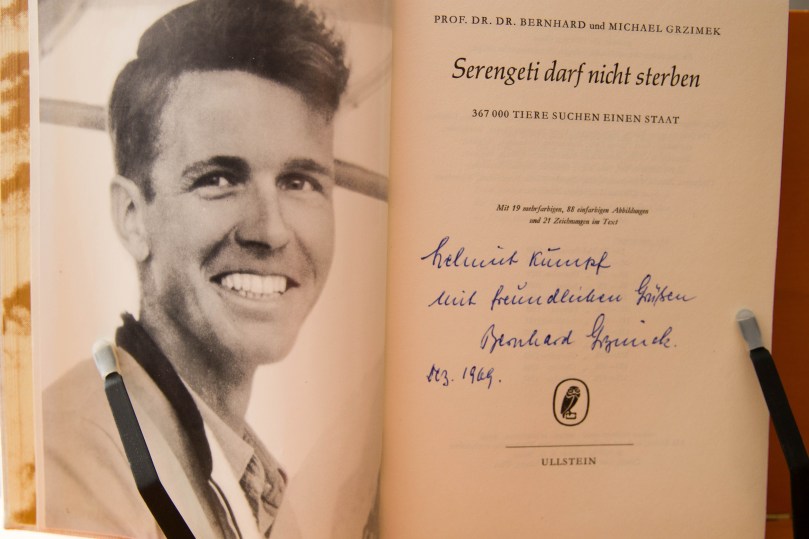 PROF. DR. DR. BERNHARD und MICHAEL GRZIMEK
Serengeti darf nicht sterben
367 000 TIERE SUCHEN EINEN STAAT
Mit 19 mehrfarbigen, 88 einfarbigen Abbildungen
und 21 Zeichnungen im Text
Helmut Kumpf
mit freundlichen Grüßen
Bernhard Grzimek.
Dez. 1969.
ULLSTEIN